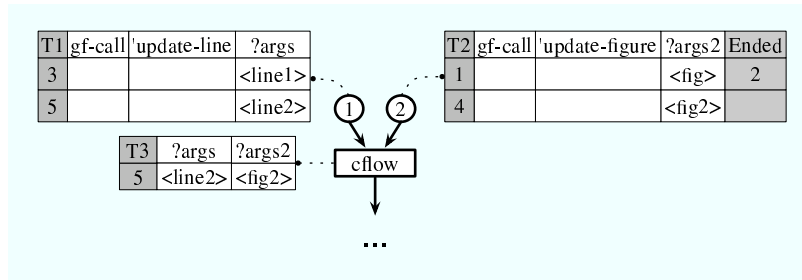 T1 gf-call 'update-line ?args
3 <line1>
5 <line2>
T2 gf-call 'update-figure ?args2 Ended
1 <fig> 2
4 <fig2>
1 2
T3 ?args ?args2
5 <line2> <fig2>
cflow
...